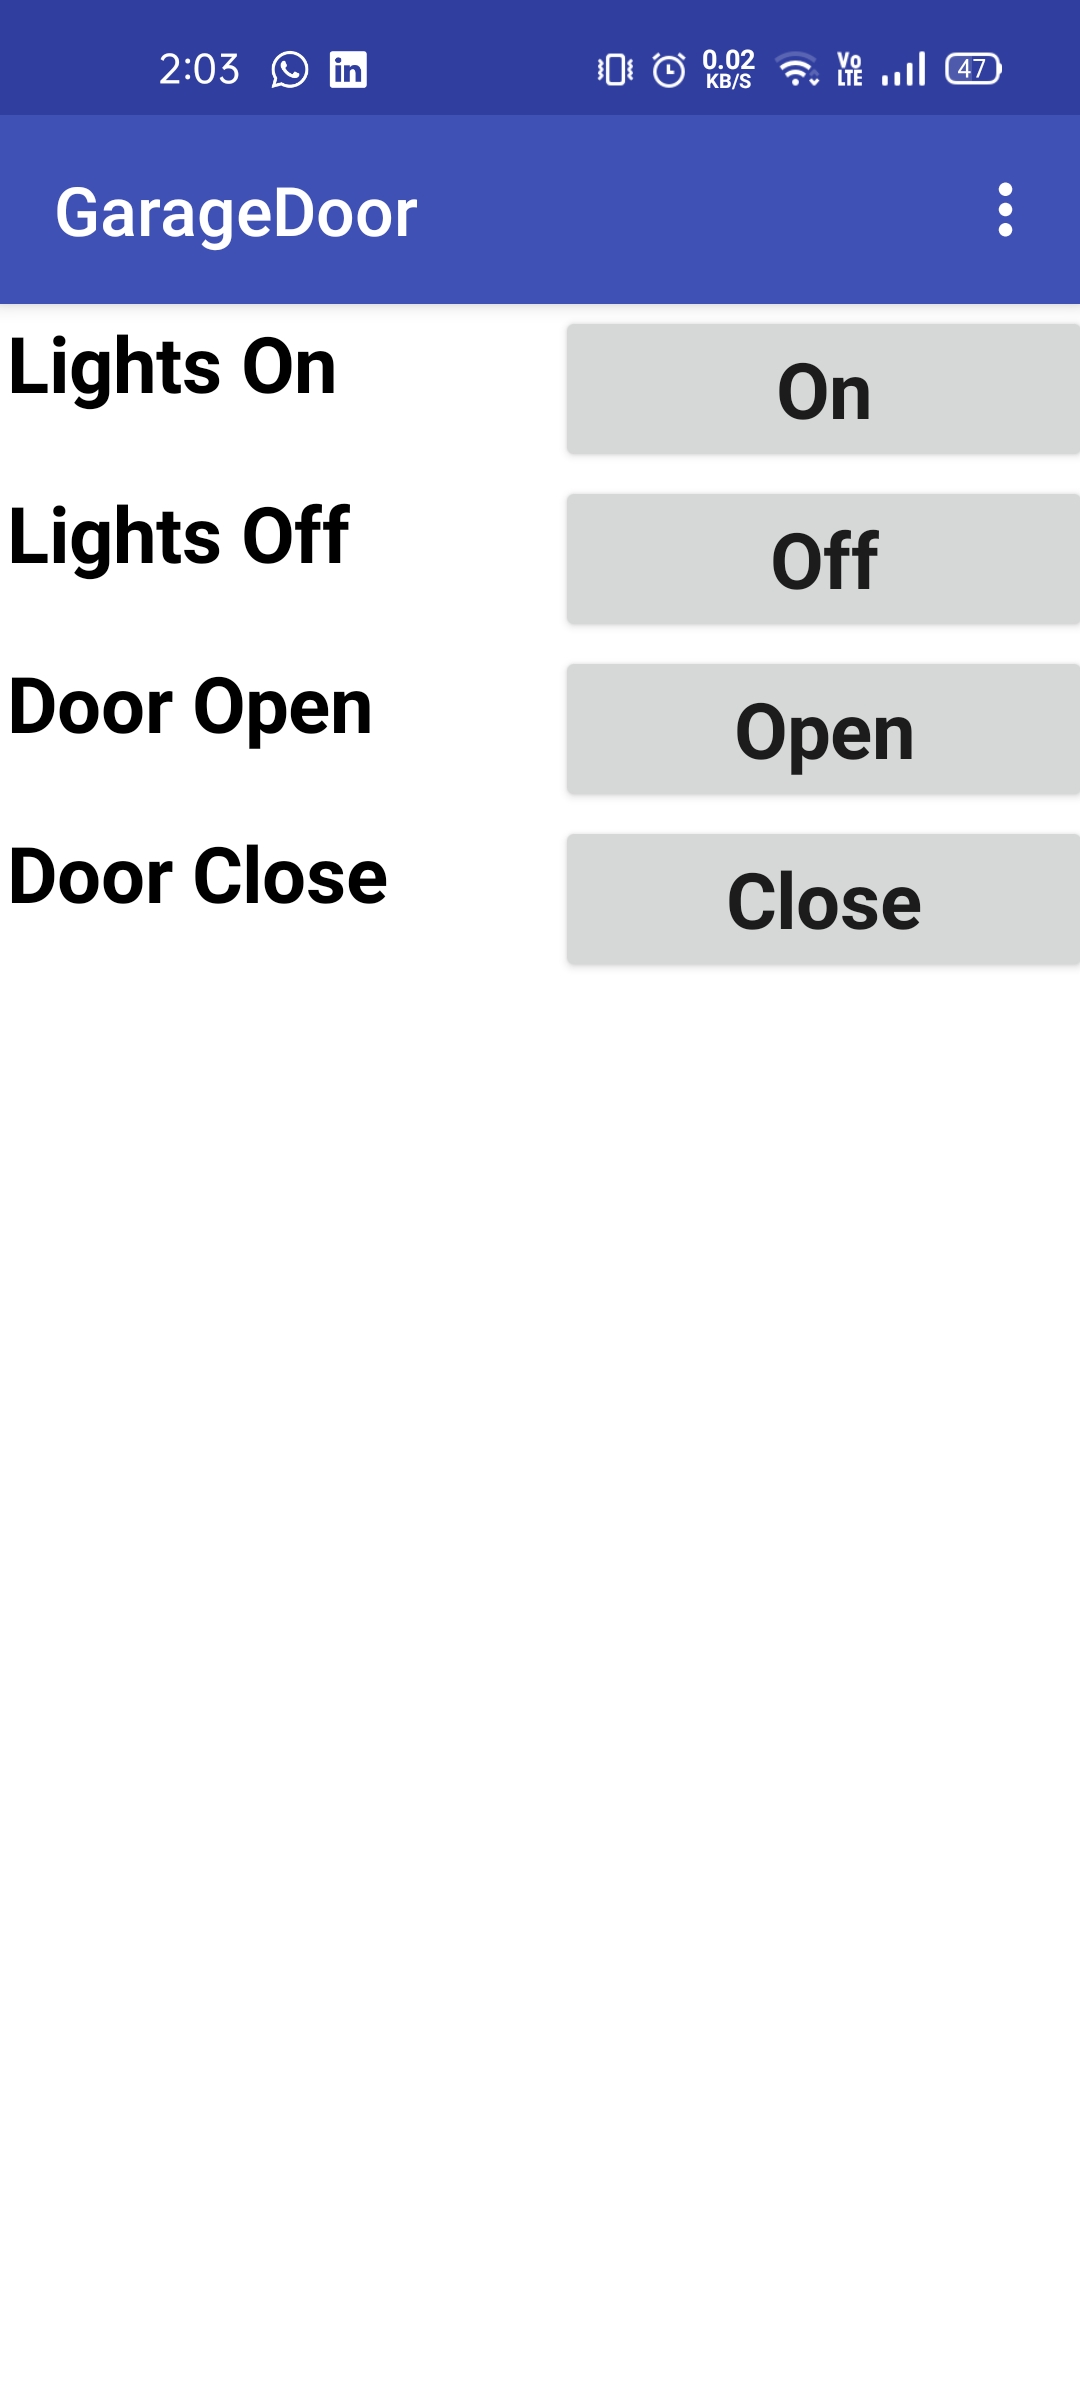 2:03 in 0.02 KB/S Vo LTE 47
GarageDoor
Lights On On
Lights Off Off
Door Open Open
Door Close Close